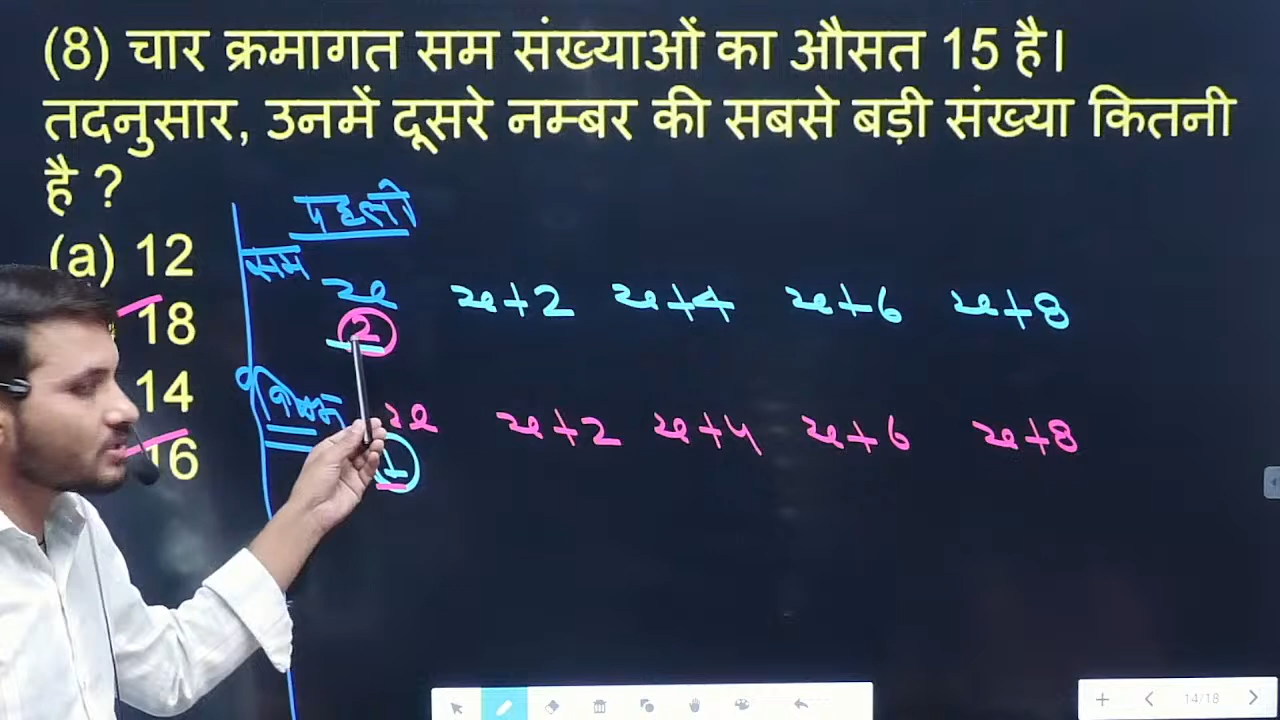 (8) चार क्रमागत सम संख्याओं का औसत 15 है।
तदनुसार, उनमें दूसरे नम्बर की सबसे बड़ी संख्या कितनी
है ?
पहली
(a) 12
सम
x x+2 x+4 x+6 x+8
18
2
14
विषम
x x+2 x+4 x+6 x+8
16
1
14/18